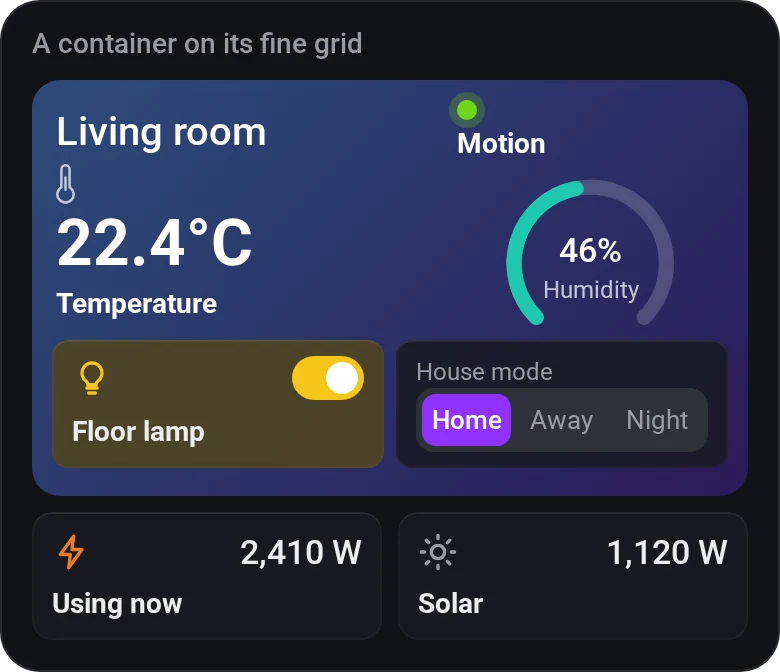 A container on its fine grid
Living room
Motion
22.4°C
Temperature
46%
Humidity
Floor lamp
House mode
Home Away Night
2,410 W
Using now
1,120 W
Solar